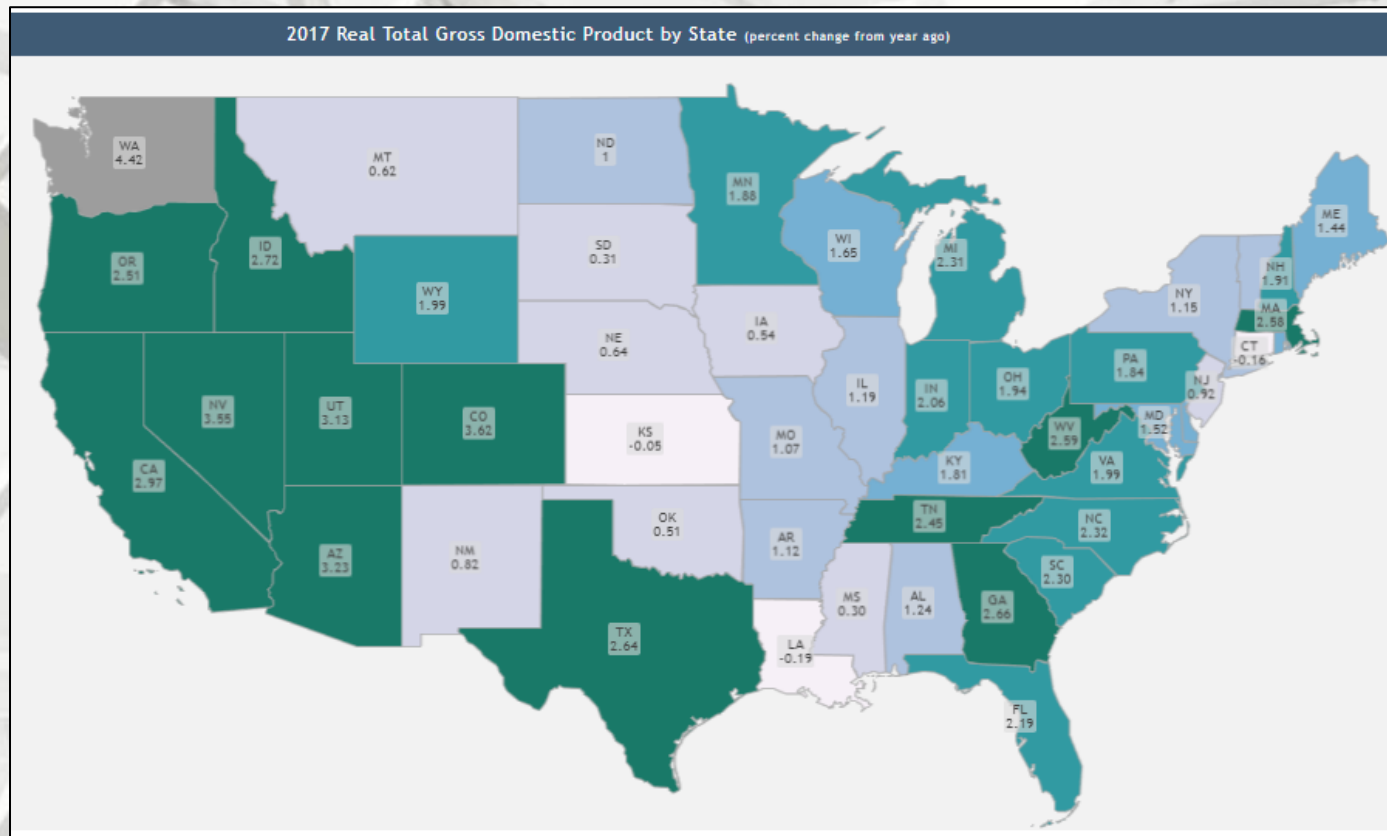 2017 Real Total Gross Domestic Product by State (percent change from year ago)
WA
4.42
MT
0.62
ND
1
MN
1.88
ME
1.44
OR
2.51
ID
2.72
SD
0.31
WI
1.65
MI
2.31
NH
1.91
WY
1.99
NY
1.15
MA
2.58
IA
0.54
NE
0.64
CT
-0.16
PA
1.84
IL
1.19
IN
2.06
OH
1.94
NJ
0.92
NV
3.55
UT
3.13
CO
3.62
KS
-0.05
MO
1.07
WV
2.59
MD
1.52
CA
2.97
KY
1.81
VA
1.99
AZ
3.23
NM
0.82
OK
0.51
AR
1.12
TN
2.45
NC
2.32
SC
2.30
MS
0.30
AL
1.24
GA
2.66
TX
2.64
LA
-0.19
FL
2.19